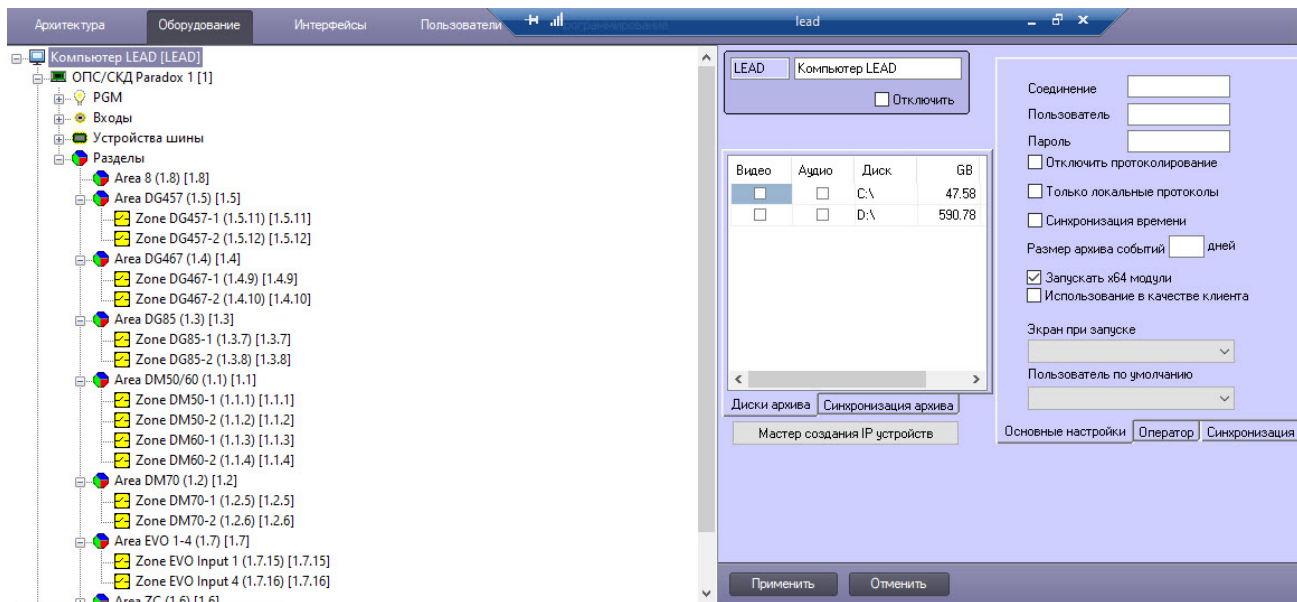 Архитектура Оборудование Интерфейсы Пользователи lead
Компьютер LEAD [LEAD]
ОПС/СКД Paradox 1 [1]
PGM
Входы
Устройства шины
Разделы
Area 8 (1.8) [1.8]
Area DG457 (1.5) [1.5]
Zone DG457-1 (1.5.11) [1.5.11]
Zone DG457-2 (1.5.12) [1.5.12]
Area DG467 (1.4) [1.4]
Zone DG467-1 (1.4.9) [1.4.9]
Zone DG467-2 (1.4.10) [1.4.10]
Area DG85 (1.3) [1.3]
Zone DG85-1 (1.3.7) [1.3.7]
Zone DG85-2 (1.3.8) [1.3.8]
Area DM50/60 (1.1) [1.1]
Zone DM50-1 (1.1.1) [1.1.1]
Zone DM50-2 (1.1.2) [1.1.2]
Zone DM60-1 (1.1.3) [1.1.3]
Zone DM60-2 (1.1.4) [1.1.4]
Area DM70 (1.2) [1.2]
Zone DM70-1 (1.2.5) [1.2.5]
Zone DM70-2 (1.2.6) [1.2.6]
Area EVO 1-4 (1.7) [1.7]
Zone EVO Input 1 (1.7.15) [1.7.15]
Zone EVO Input 4 (1.7.16) [1.7.16]
Area ZC (1.6) [1.6]
LEAD Компьютер LEAD
Отключить
Видео Аудио Диск GB
C:\ 47.58
D:\ 590.78
Диски архива Синхронизация архива
Мастер создания IP устройств
Соединение
Пользователь
Пароль
Отключить протоколирование
Только локальные протоколы
Синхронизация времени
Размер архива событий дней
Запускать x64 модули
Использование в качестве клиента
Экран при запуске
Пользователь по умолчанию
Основные настройки Оператор Синхронизация
Применить Отменить